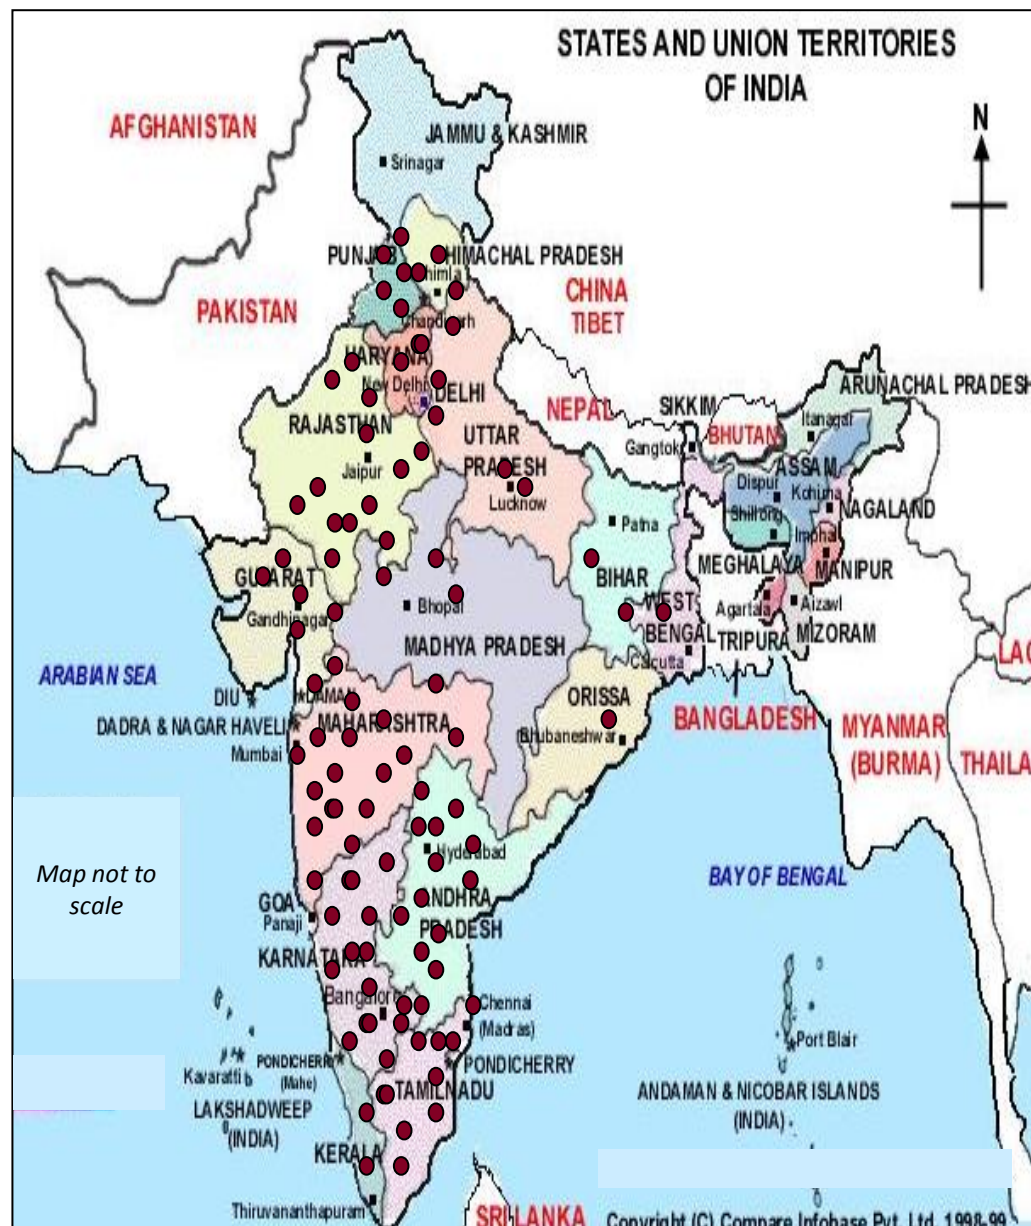 STATES AND UNION TERRITORIES
OF INDIA
N
AFGHANISTAN
JAMMU & KASHMIR
Srinagar
PUNJAB
HIMACHAL PRADESH
CHINA
TIBET
PAKISTAN
HARYANA
New Delhi
DELHI
ARUNACHAL PRADESH
RAJASTHAN
NEPAL
SIKKIM
Itanagar
UTTAR
PRADESH
BHUTAN
Gangtok
Jaipur
ASSAM
Dispur
Kohima
Lucknow
NAGALAND
Patna
Shillong
Imphal
MEGHALAYA
MANIPUR
GUJARAT
BIHAR
Gandhinagar
Bhopal
WEST
BENGAL
Agartala
Aizawl
TRIPURA
MIZORAM
MADHYA PRADESH
Calcutta
ARABIAN SEA
DIU
DAMAN
ORISSA
DADRA & NAGAR HAVELI
MAHARASHTRA
BANGLADESH
MYANMAR
(BURMA)
Mumbai
Bhubaneshwar
THAILA
LAO
Map not to
scale
Hyderabad
BAY OF BENGAL
GOA
Panaji
ANDHRA
PRADESH
KARNATAKA
Bangalore
Chennai
(Madras)
Port Blair
PONDICHERRY
(Mahe)
PONDICHERRY
Kavaratti
TAMILNADU
ANDAMAN & NICOBAR ISLANDS
(INDIA)
LAKSHADWEEP
(INDIA)
KERALA
Thiruvananthapuram
SRI LANKA
Copyright (C) Compare Infobase Pvt. Ltd. 1998-99